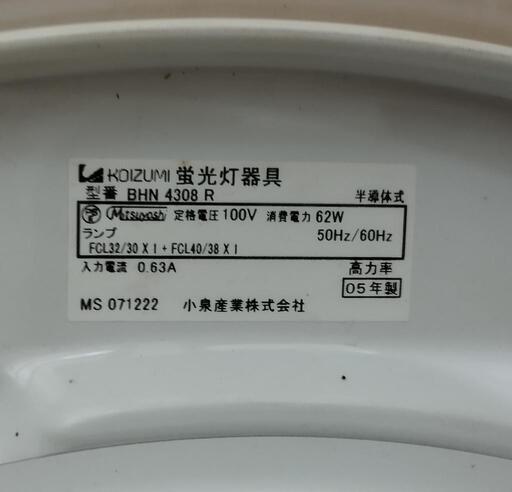 KOIZUMI 蛍光灯器具
型番 BHN 4308 R 半導体式
Mitsuyoshi 定格電圧 100V 消費電力 62W
ランプ 50Hz/60Hz
FCL32/30 X 1 + FCL40/38 X 1
入力電流 0.63A 高力率
05年製
MS 071222 小泉産業株式会社